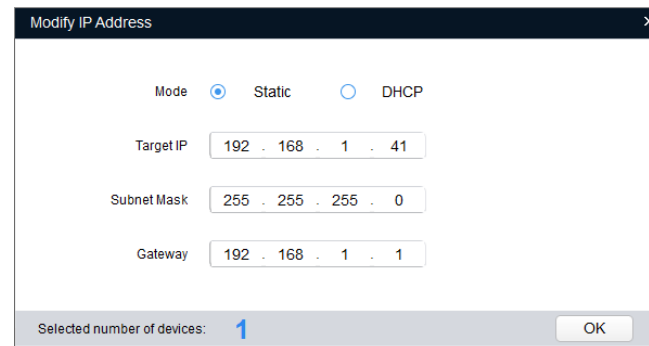 Modify IP Address
Mode Static DHCP
Target IP 192 . 168 . 1 . 41
Subnet Mask 255 . 255 . 255 . 0
Gateway 192 . 168 . 1 . 1
Selected number of devices: 1 OK